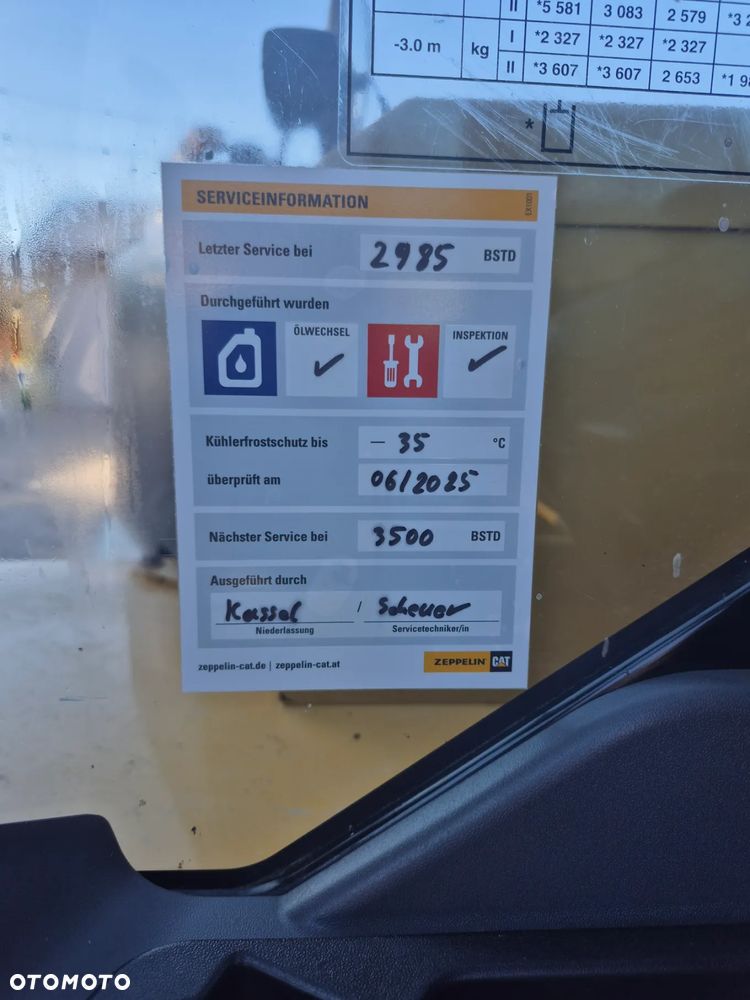 II *5 581 3 083 2 579
-3.0 m kg I *2 327 *2 327 *2 327
II *3 607 *3 607 2 653
*
SERVICEINFORMATION
Letzter Service bei 2985 BSTD
Durchgeführt wurden
ÖLWECHSEL ✓ INSPEKTION ✓
Kühlerfrostschutz bis – 35 °C
überprüft am 06/2025
Nächster Service bei 3500 BSTD
Ausgeführt durch
Kassel / Scheuer
Niederlassung Servicetechniker/in
zeppelin-cat.de | zeppelin-cat.at ZEPPELIN CAT
OTOMOTO